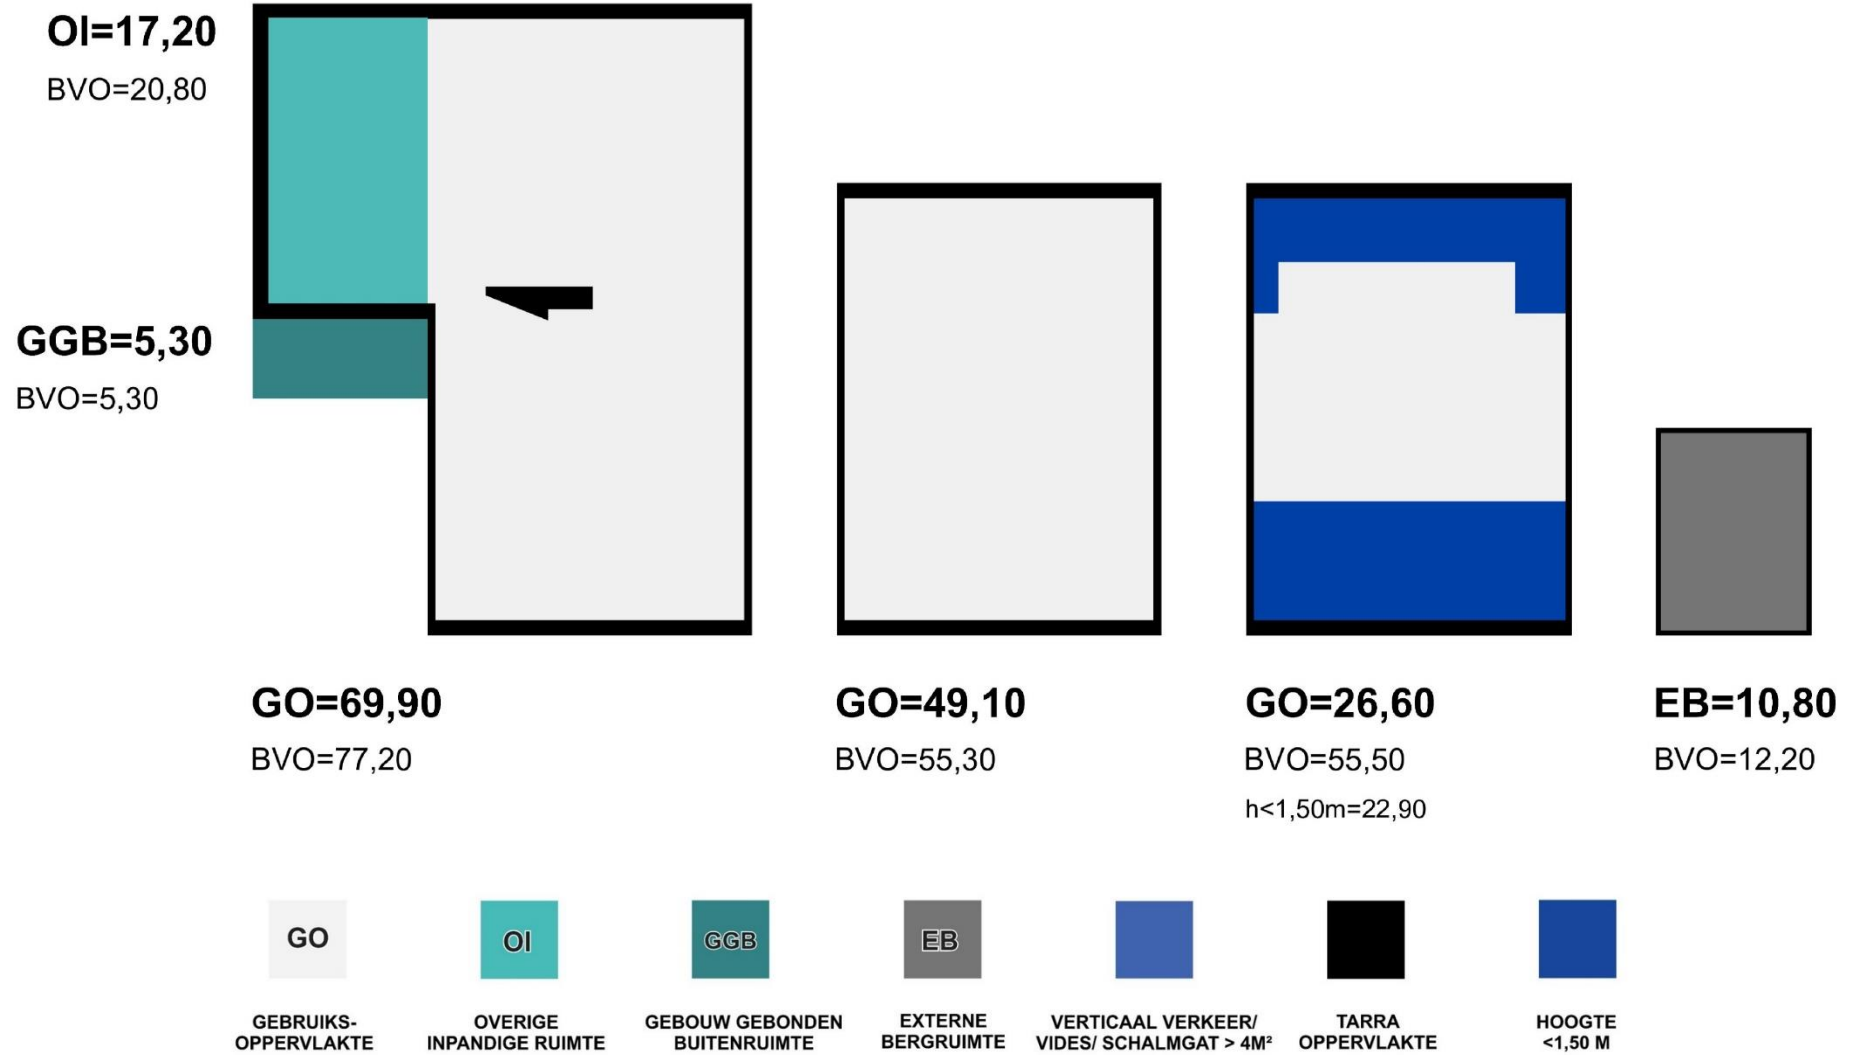 OI=17,20
BVO=20,80
GGB=5,30
BVO=5,30
GO=69,90
BVO=77,20
GO=49,10
BVO=55,30
GO=26,60
BVO=55,50
h<1,50m=22,90
EB=10,80
BVO=12,20
GO
GEBRUIKS-
OPPERVLAKTE
OI
OVERIGE
INPANDIGE RUIMTE
GGB
GEBOUW GEBONDEN
BUITENRUIMTE
EB
EXTERNE
BERGRUIMTE
VERTICAAL VERKEER/
VIDES/ SCHALMGAT > 4M²
TARRA
OPPERVLAKTE
HOOGTE
<1,50 M